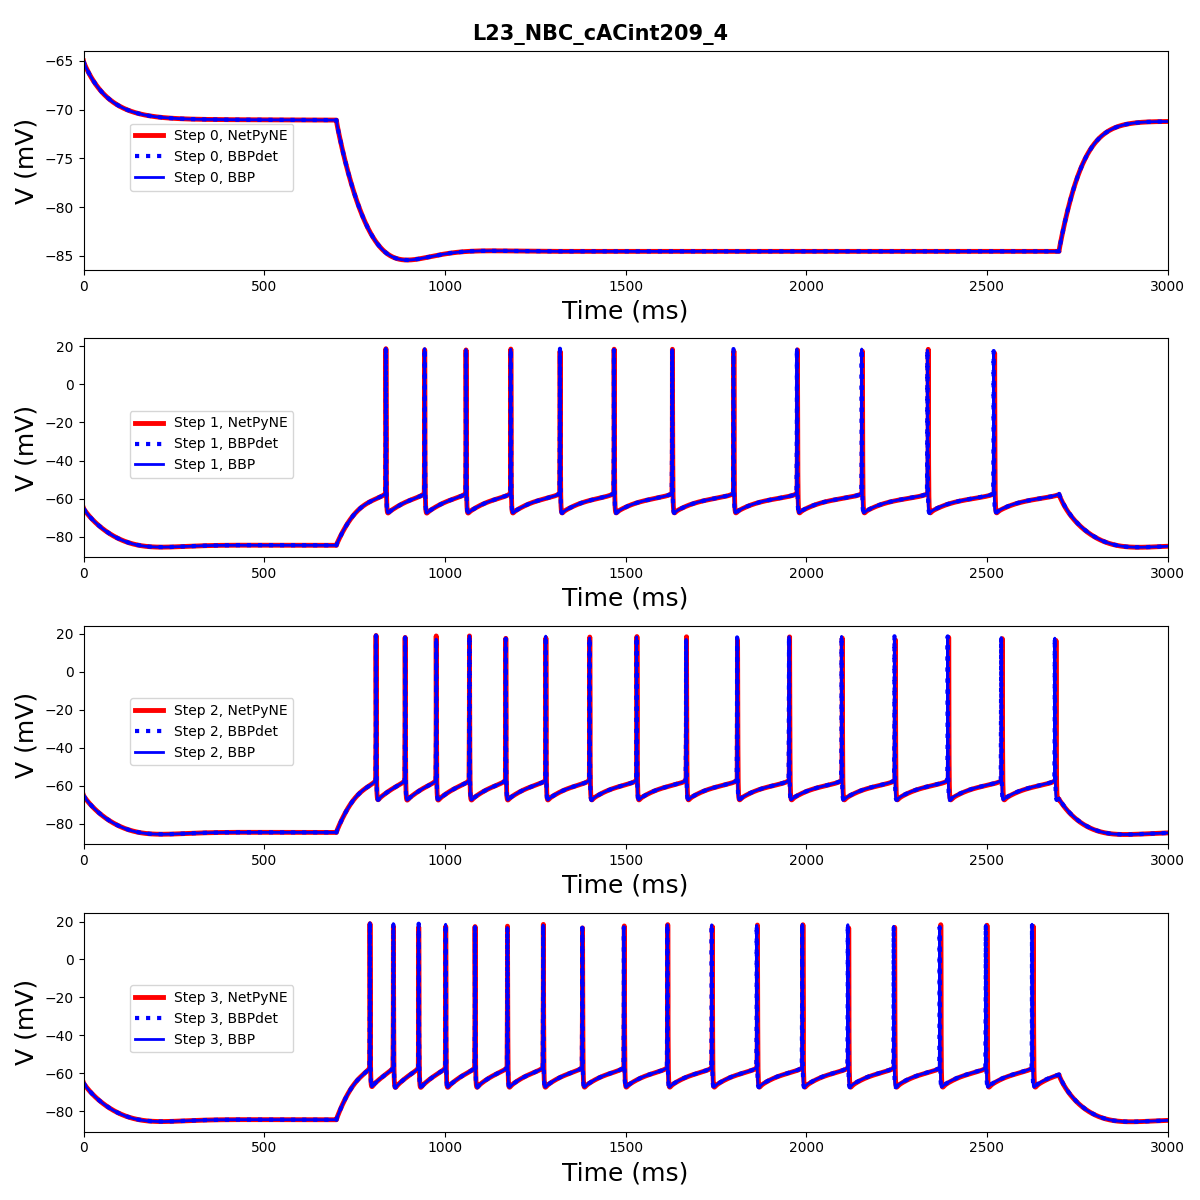 L23_NBC_cACint209_4
V (mV)
−65
−70
−75
−80
−85
Step 0, NetPyNE
Step 0, BBPdet
Step 0, BBP
0 500 1000 1500 2000 2500 3000
Time (ms)
V (mV)
20
0
−20
−40
−60
−80
Step 1, NetPyNE
Step 1, BBPdet
Step 1, BBP
0 500 1000 1500 2000 2500 3000
Time (ms)
V (mV)
20
0
−20
−40
−60
−80
Step 2, NetPyNE
Step 2, BBPdet
Step 2, BBP
0 500 1000 1500 2000 2500 3000
Time (ms)
V (mV)
20
0
−20
−40
−60
−80
Step 3, NetPyNE
Step 3, BBPdet
Step 3, BBP
0 500 1000 1500 2000 2500 3000
Time (ms)